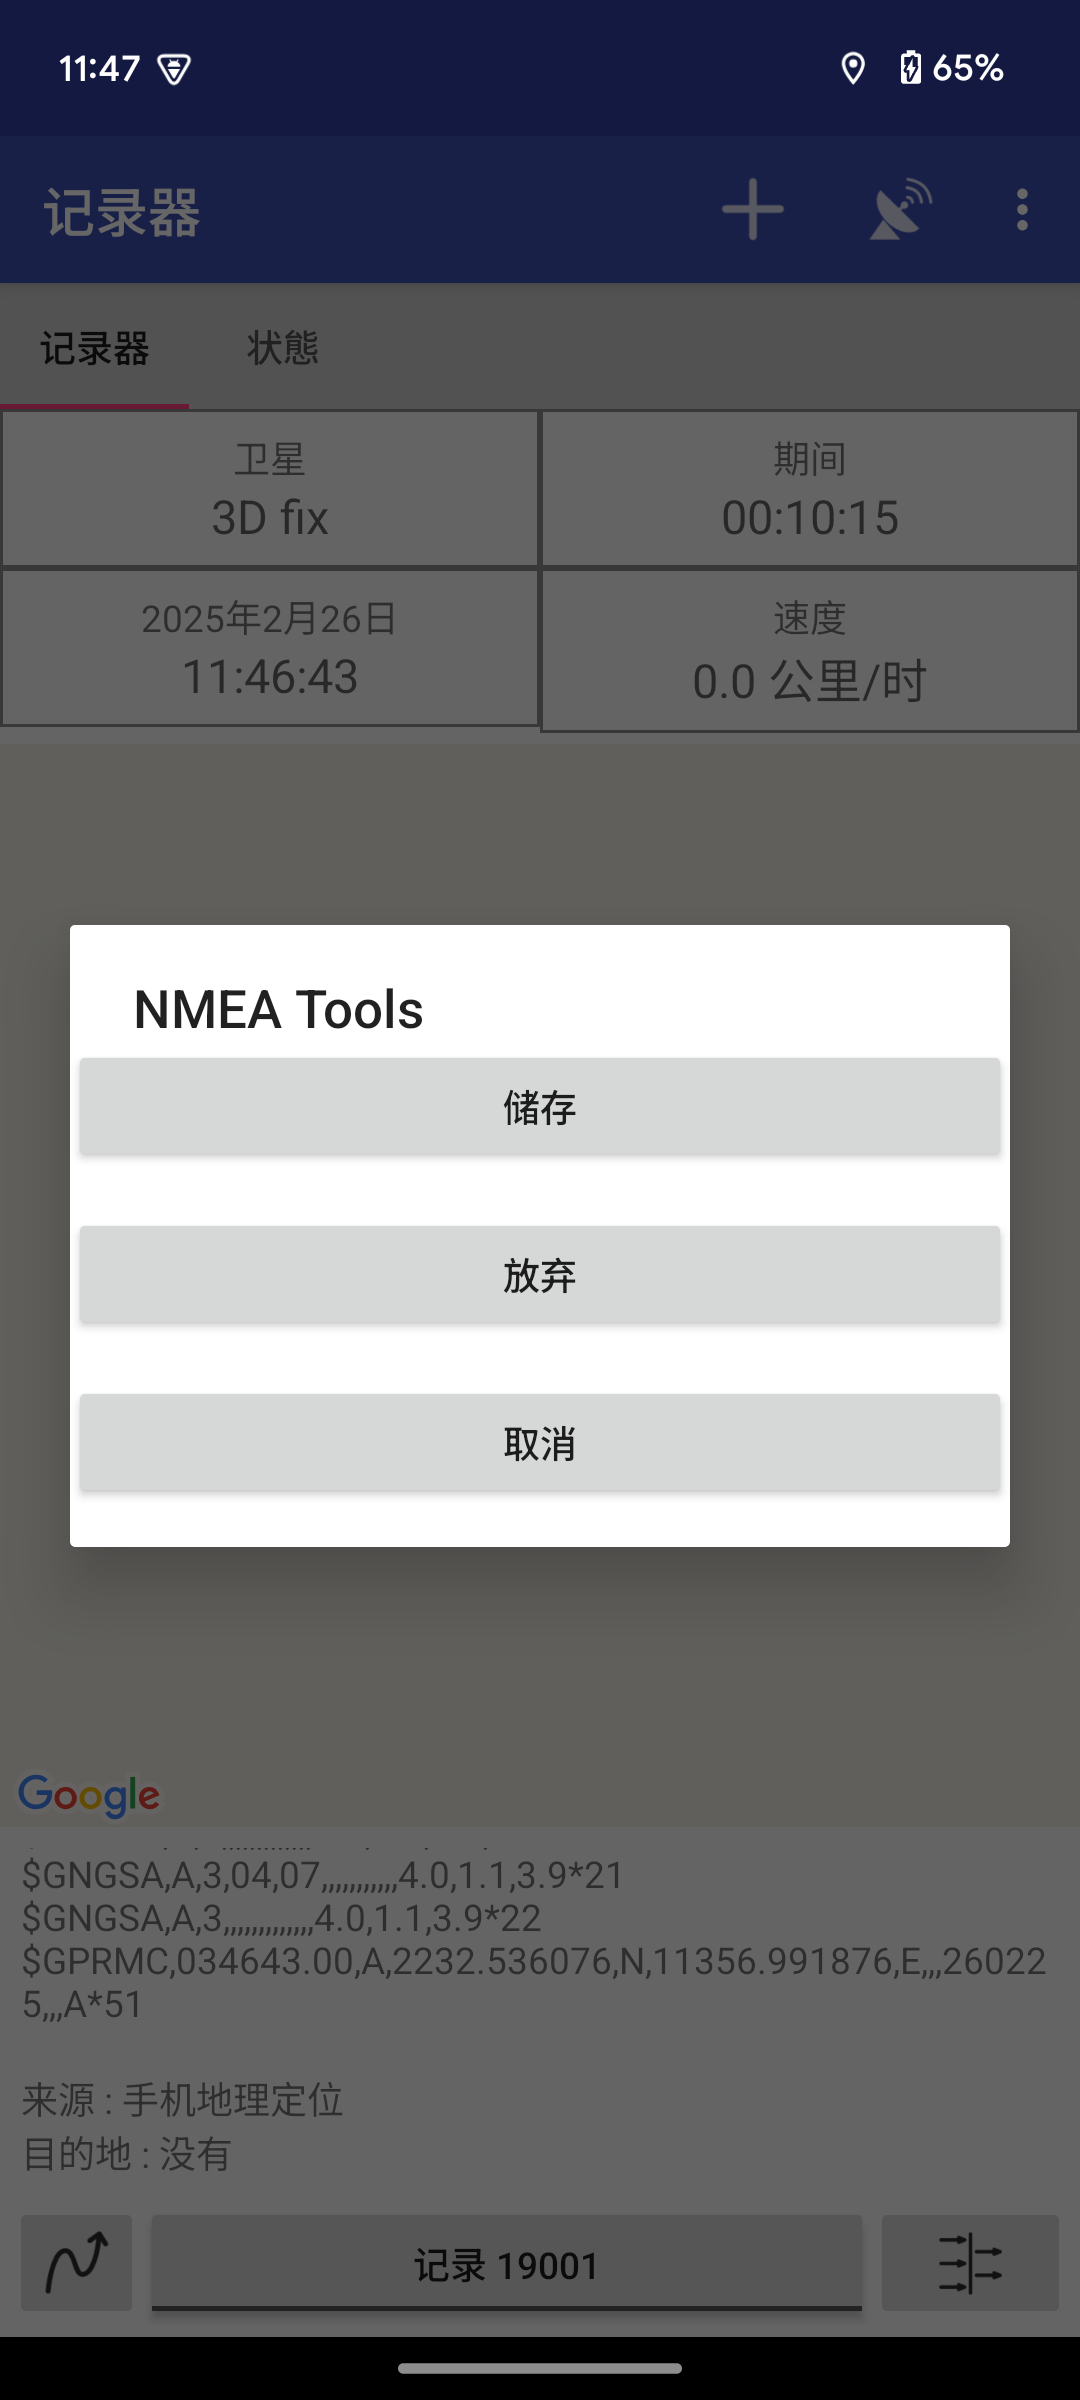 11:47
65%
记录器
记录器
状態
卫星
3D fix
期间
00:10:15
2025年2月26日
11:46:43
速度
0.0 公里/时
NMEA Tools
储存
放弃
取消
Google
$GNGSA,A,3,04,07,,,,,,,,,,,4.0,1.1,3.9*21
$GNGSA,A,3,,,,,,,,,,,,,4.0,1.1,3.9*22
$GPRMC,034643.00,A,2232.536076,N,11356.991876,E,,,26022
5,,,A*51
来源 : 手机地理定位
目的地 : 没有
记录 19001